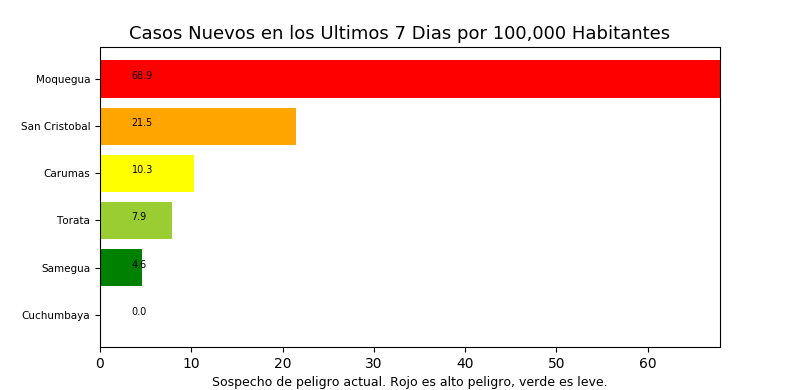 Casos Nuevos en los Ultimos 7 Dias por 100,000 Habitantes
Moquegua 68.9
San Cristobal 21.5
Carumas 10.3
Torata 7.9
Samegua 4.6
Cuchumbaya 0.0
0 10 20 30 40 50 60
Sospecho de peligro actual. Rojo es alto peligro, verde es leve.